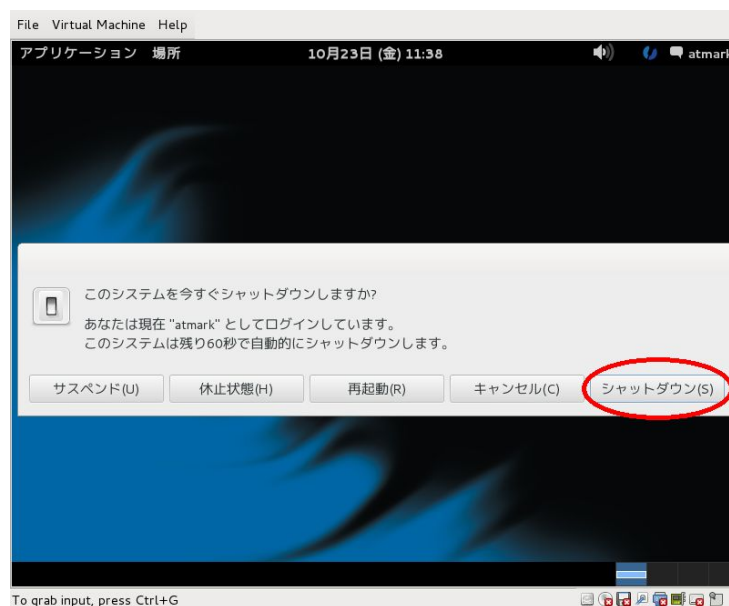 File Virtual Machine Help
アプリケーション 場所 10月23日 (金) 11:38 atmark
このシステムを今すぐシャットダウンしますか?
あなたは現在 "atmark" としてログインしています。
このシステムは残り60秒で自動的にシャットダウンします。
サスペンド(U) 休止状態(H) 再起動(R) キャンセル(C) シャットダウン(S)
To grab input, press Ctrl+G